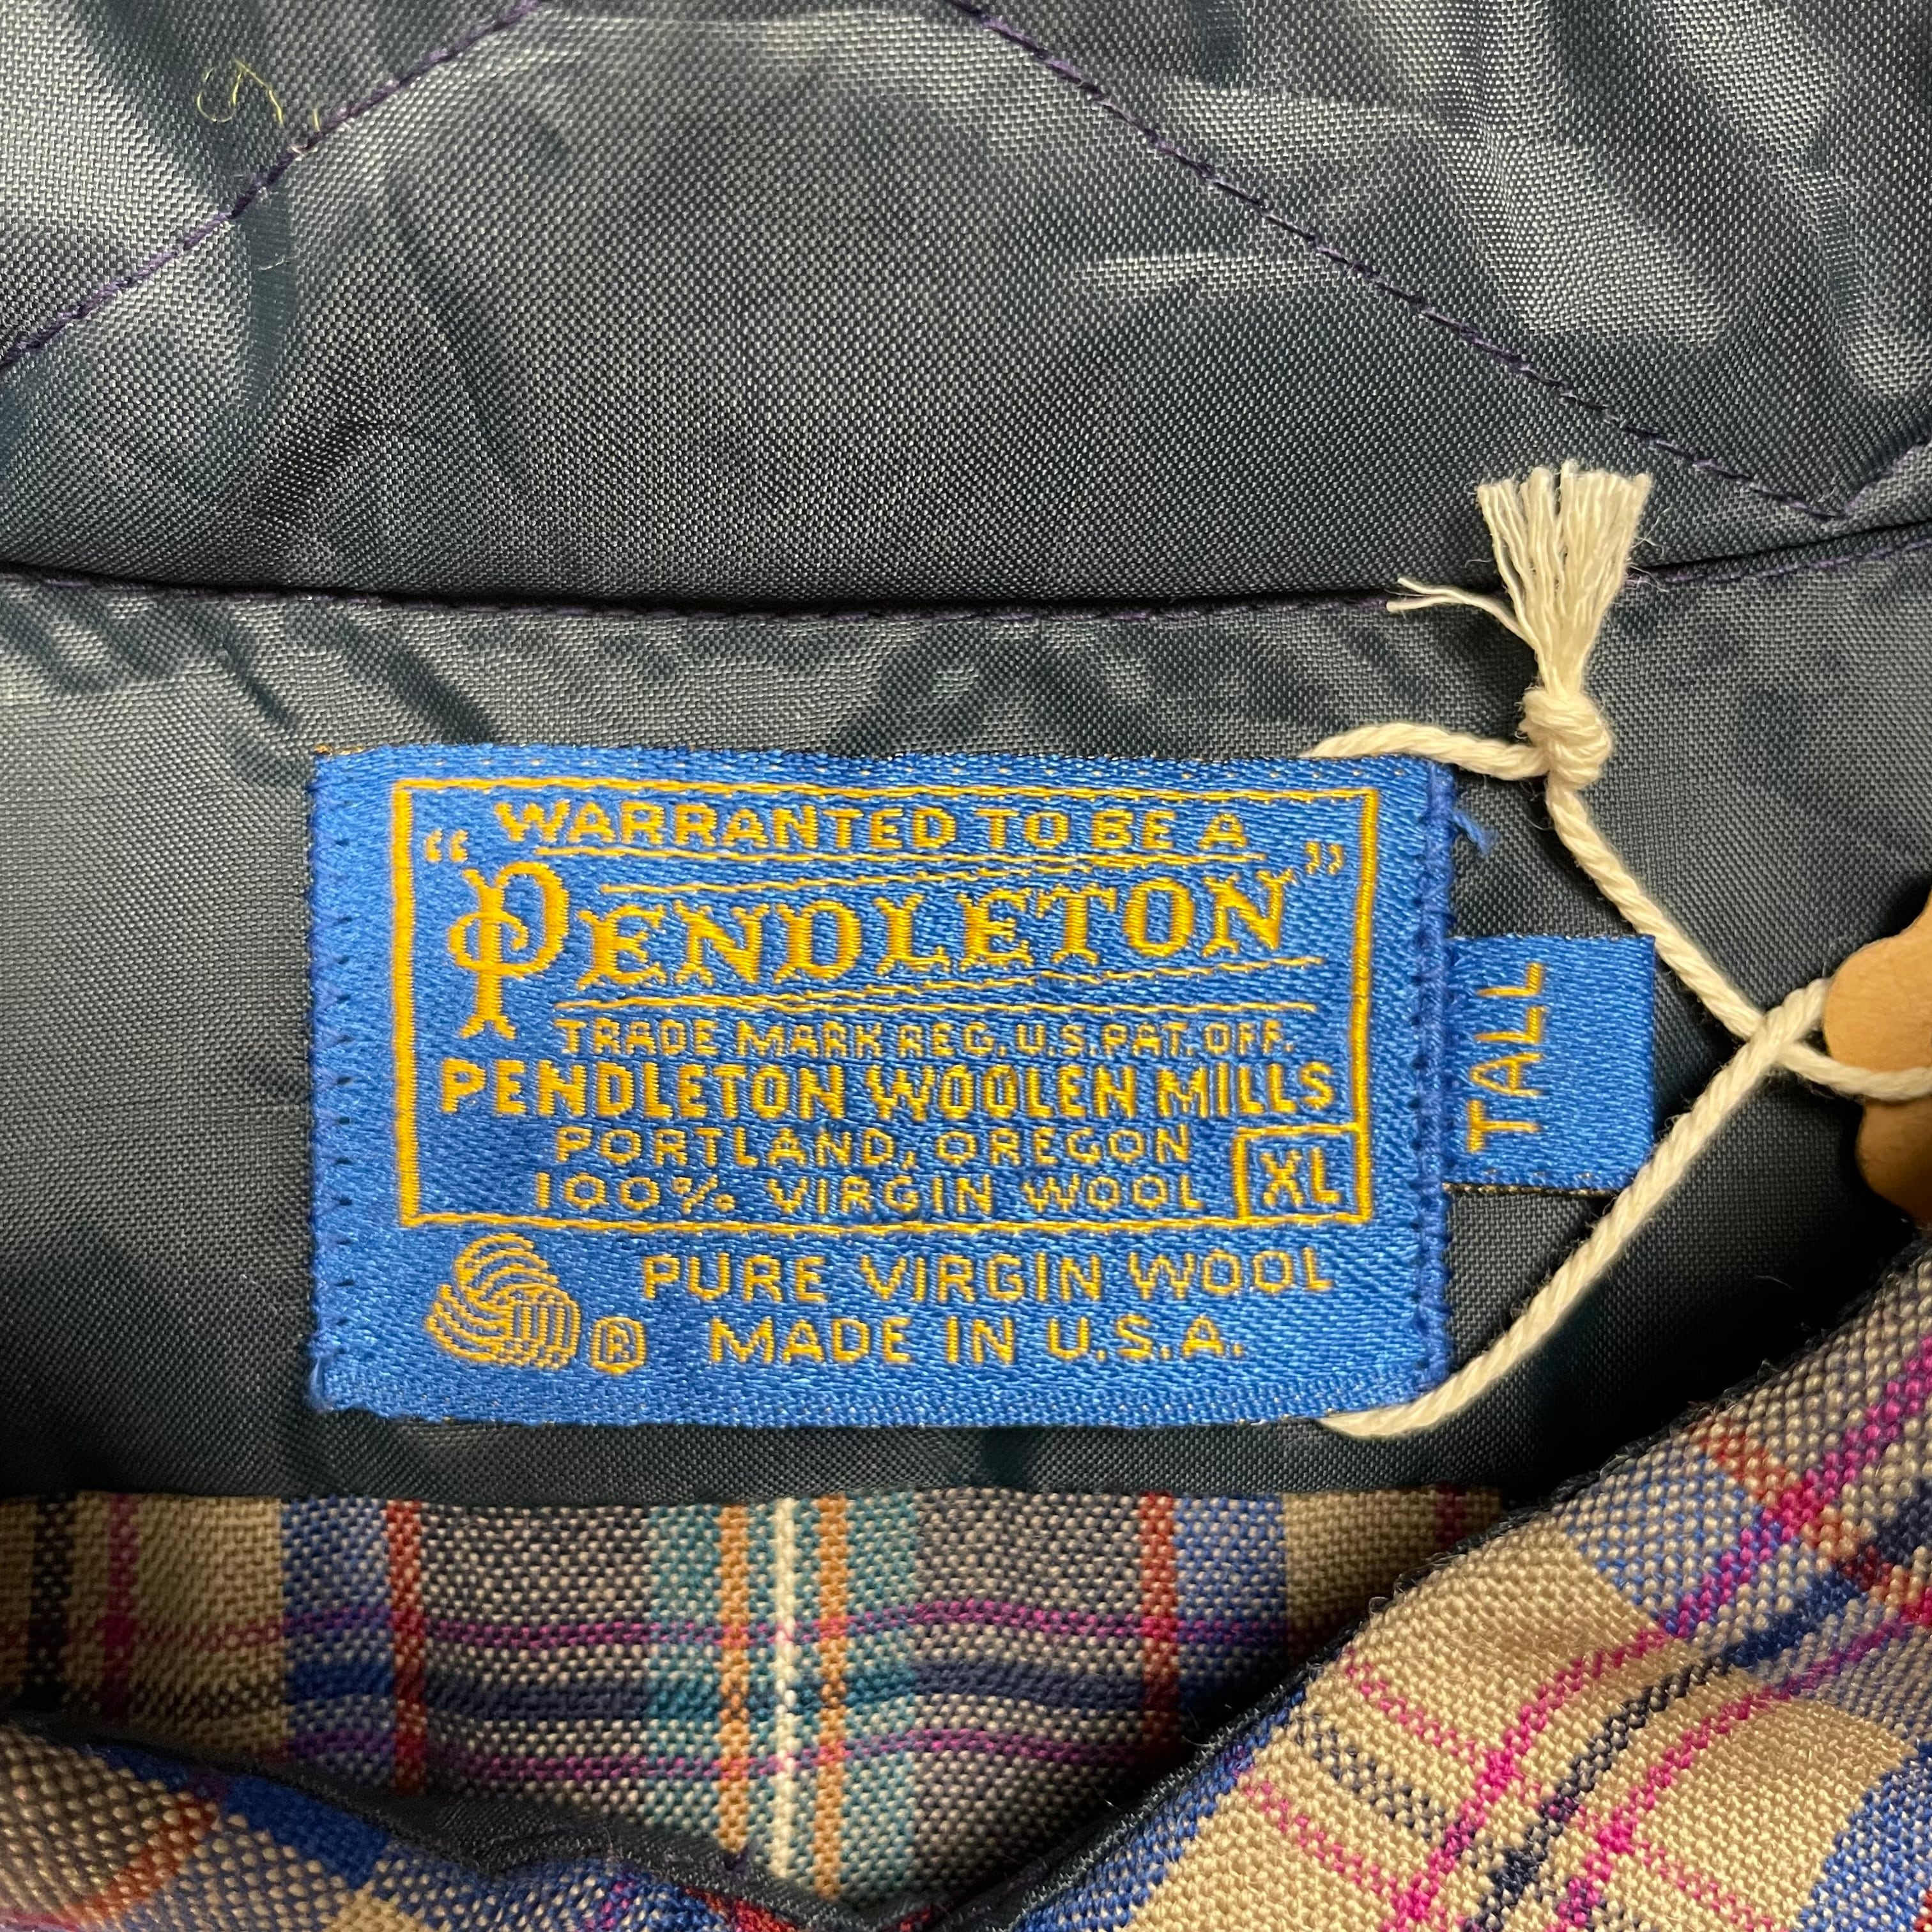 WARRANTED TO BE A
"PENDLETON"
TRADE MARK REG. U.S. PAT. OFF.
PENDLETON WOOLEN MILLS
PORTLAND, OREGON
100% VIRGIN WOOL XL
PURE VIRGIN WOOL
® MADE IN U.S.A.
TALL